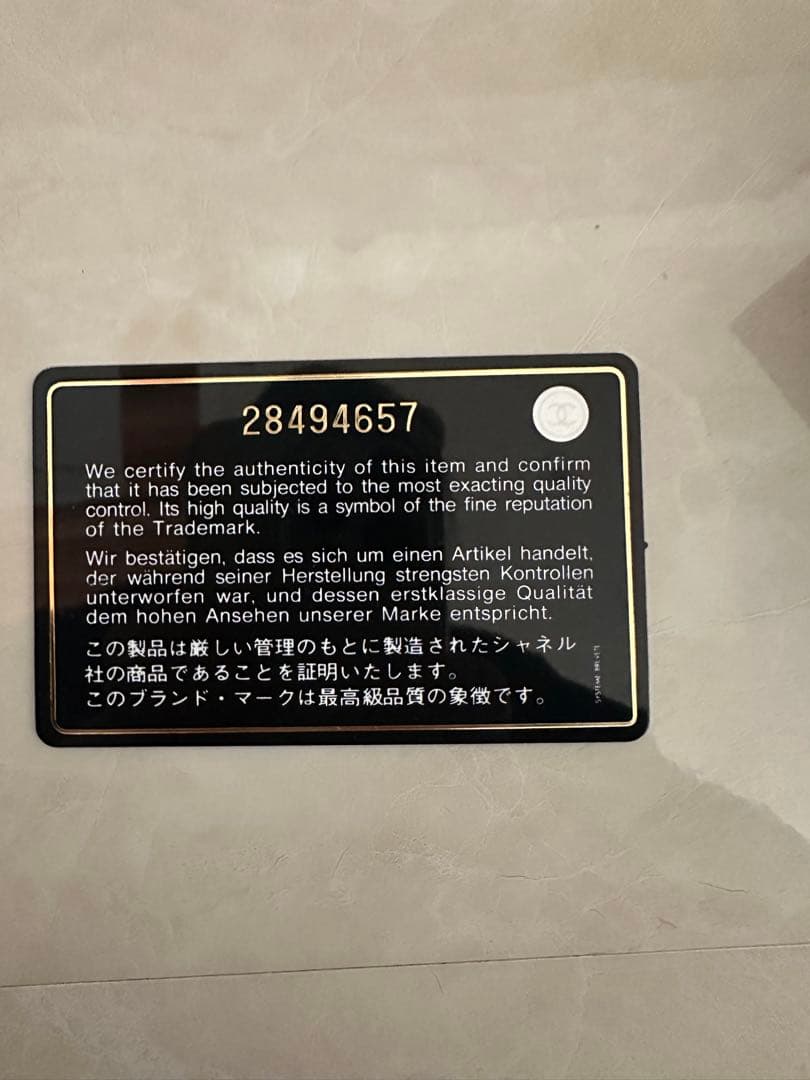 28494657
We certify the authenticity of this item and confirm
that it has been subjected to the most exacting quality
control. Its high quality is a symbol of the fine reputation
of the Trademark.
Wir bestätigen, dass es sich um einen Artikel handelt,
der während seiner Herstellung strengsten Kontrollen
unterworfen war, und dessen erstklassige Qualität
dem hohen Ansehen unserer Marke entspricht.
この製品は厳しい管理のもとに製造されたシャネル
社の商品であることを証明いたします。
このブランド・マークは最高級品質の象徴です。